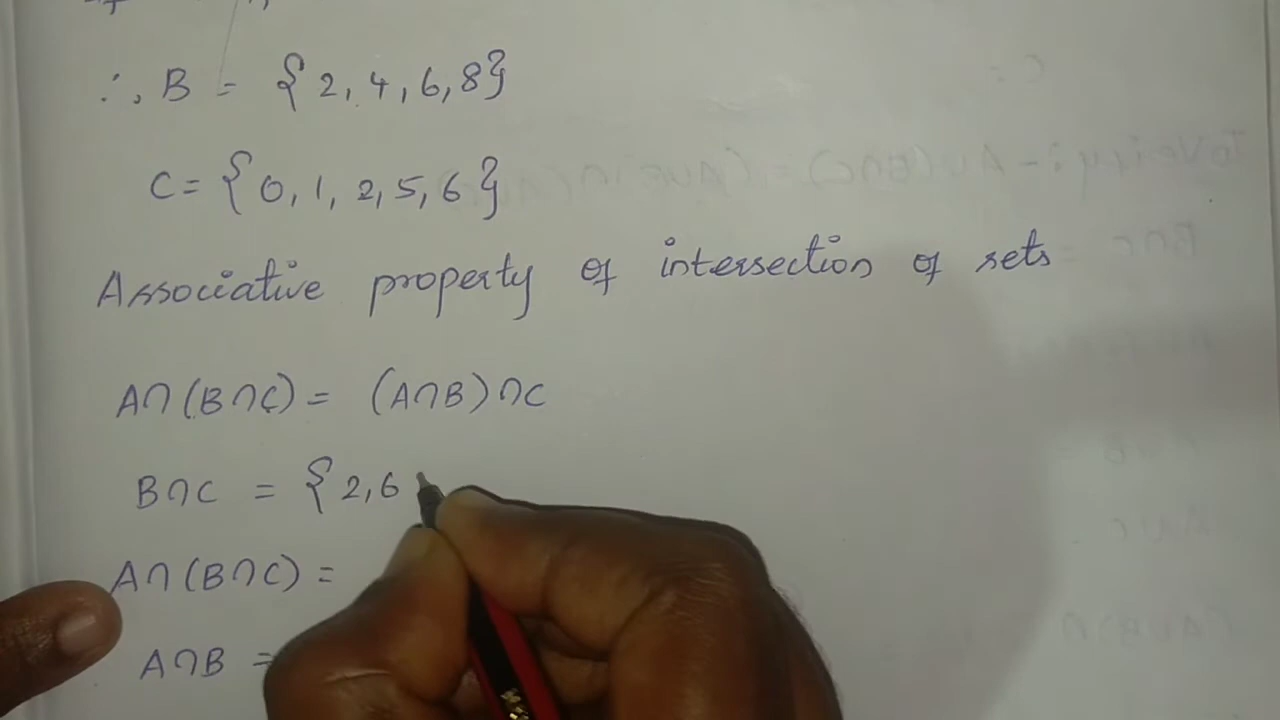 ∴, B = {2, 4, 6, 8}
C = {0, 1, 2, 5, 6}
Associative property of intersection of sets
A∩(B∩C) = (A∩B)∩C
B∩C = {2,6
A∩(B∩C) =
A∩B =